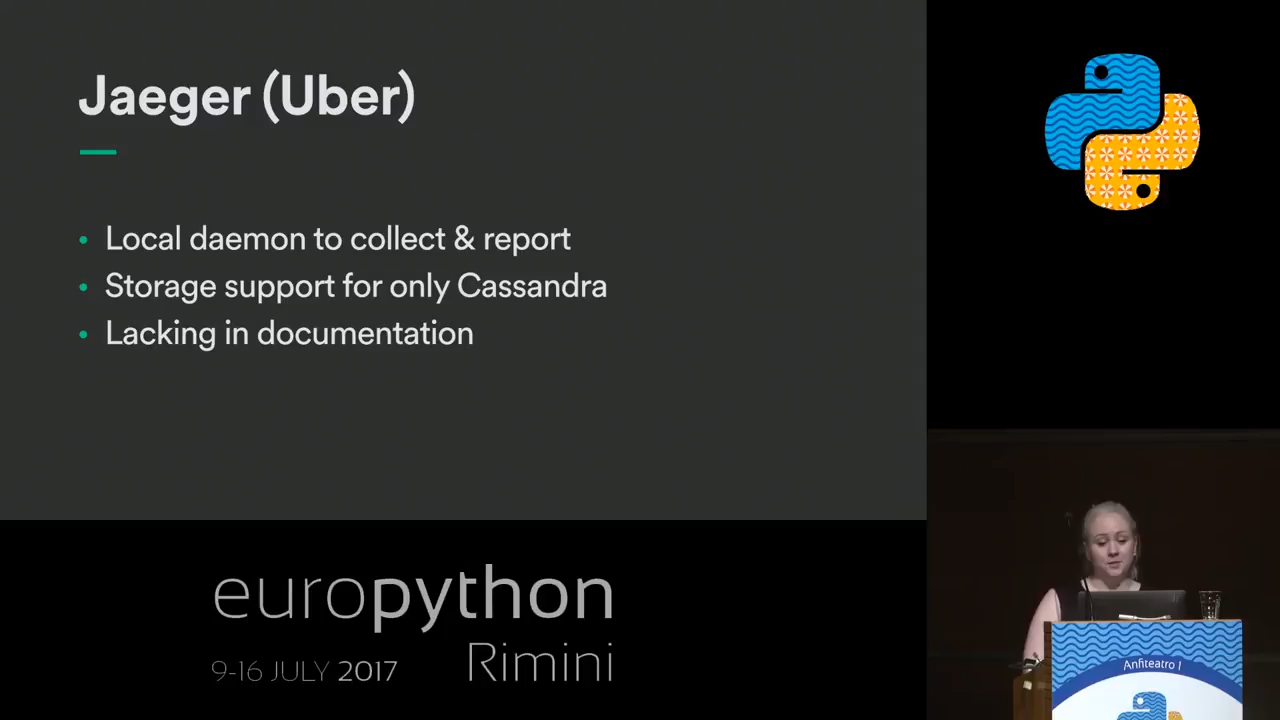 Jaeger (Uber)
• Local daemon to collect & report
• Storage support for only Cassandra
• Lacking in documentation
europython
9-16 JULY 2017 Rimini
Anfiteatro 1